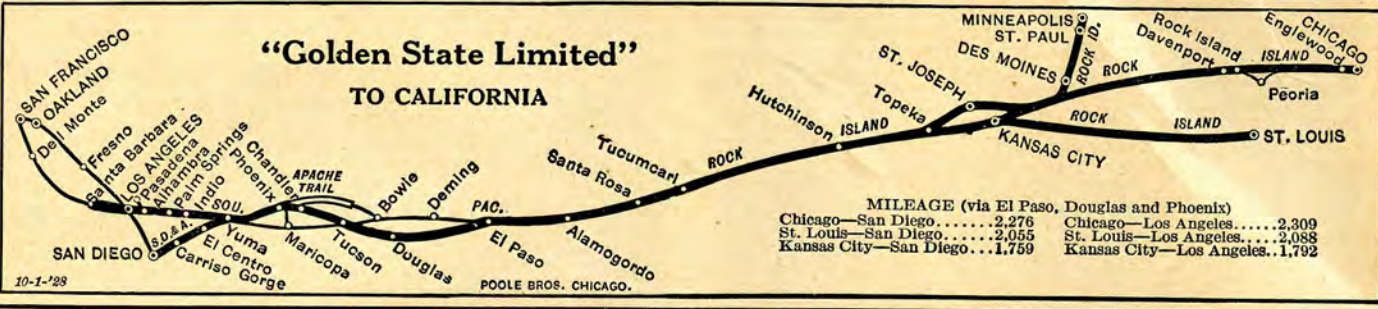 "Golden State Limited"
TO CALIFORNIA
SAN FRANCISCO
OAKLAND
Del Monte
Fresno
Santa Barbara
LOS ANGELES
Pasadena
Alhambra
Palm Springs
Indio
SOU.
Phoenix
Chandler
APACHE
TRAIL
Bowie
Deming
PAC.
SAN DIEGO
S.D.& A.
Carriso Gorge
El Centro
Yuma
Maricopa
Tucson
Douglas
El Paso
Alamogordo
Santa Rosa
Tucumcari
ROCK
Hutchinson
ISLAND
Topeka
ST. JOSEPH
KANSAS CITY
DES MOINES
MINNEAPOLIS
ST. PAUL
ROCK ID.
ROCK
ISLAND
Rock Island
Davenport
Peoria
Englewood
CHICAGO
ROCK
ISLAND
ST. LOUIS
MILEAGE (via El Paso, Douglas and Phoenix)
Chicago—San Diego.......2,276 Chicago—Los Angeles.....2,309
St. Louis—San Diego......2,055 St. Louis—Los Angeles.....2,088
Kansas City—San Diego...1,759 Kansas City—Los Angeles..1,792
10-1-'28
POOLE BROS. CHICAGO.